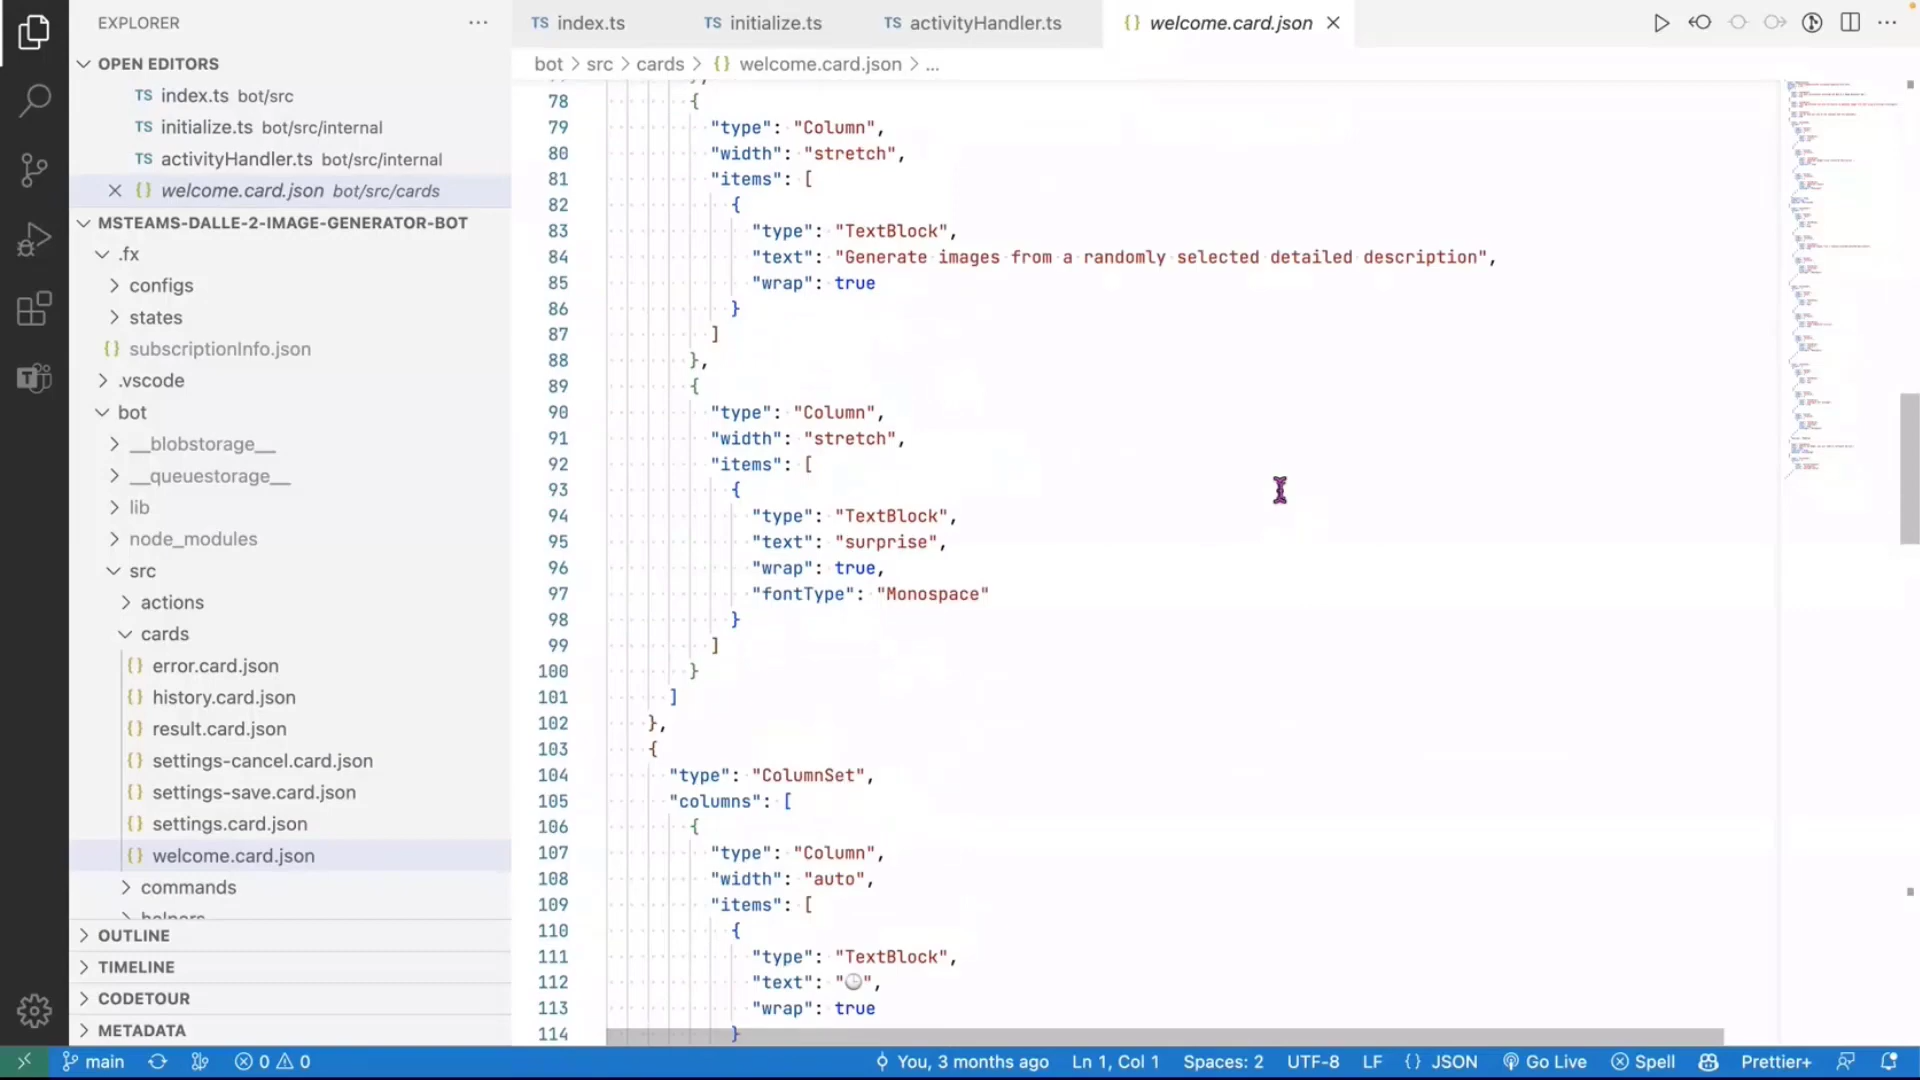 EXPLORER
OPEN EDITORS
TS index.ts bot/src
TS initialize.ts bot/src/internal
TS activityHandler.ts bot/src/internal
{} welcome.card.json bot/src/cards
MSTEAMS-DALLE-2-IMAGE-GENERATOR-BOT
.fx
configs
states
{} subscriptionInfo.json
.vscode
bot
__blobstorage__
__queuestorage__
lib
node_modules
src
actions
cards
{} error.card.json
{} history.card.json
{} result.card.json
{} settings-cancel.card.json
{} settings-save.card.json
{} settings.card.json
{} welcome.card.json
commands
helpers
OUTLINE
TIMELINE
CODETOUR
METADATA
TS index.ts TS initialize.ts TS activityHandler.ts {} welcome.card.json
bot > src > cards > {} welcome.card.json > ...
78 {
79 "type": "Column",
80 "width": "stretch",
81 "items": [
82 {
83 "type": "TextBlock",
84 "text": "Generate images from a randomly selected detailed description",
85 "wrap": true
86 }
87 ]
88 },
89 {
90 "type": "Column",
91 "width": "stretch",
92 "items": [
93 {
94 "type": "TextBlock",
95 "text": "surprise",
96 "wrap": true,
97 "fontType": "Monospace"
98 }
99 ]
100 }
101 ]
102 },
103 {
104 "type": "ColumnSet",
105 "columns": [
106 {
107 "type": "Column",
108 "width": "auto",
109 "items": [
110 {
111 "type": "TextBlock",
112 "text": "🕒",
113 "wrap": true
114 }
main 0 0 You, 3 months ago Ln 1, Col 1 Spaces: 2 UTF-8 LF {} JSON Go Live Spell Prettier+